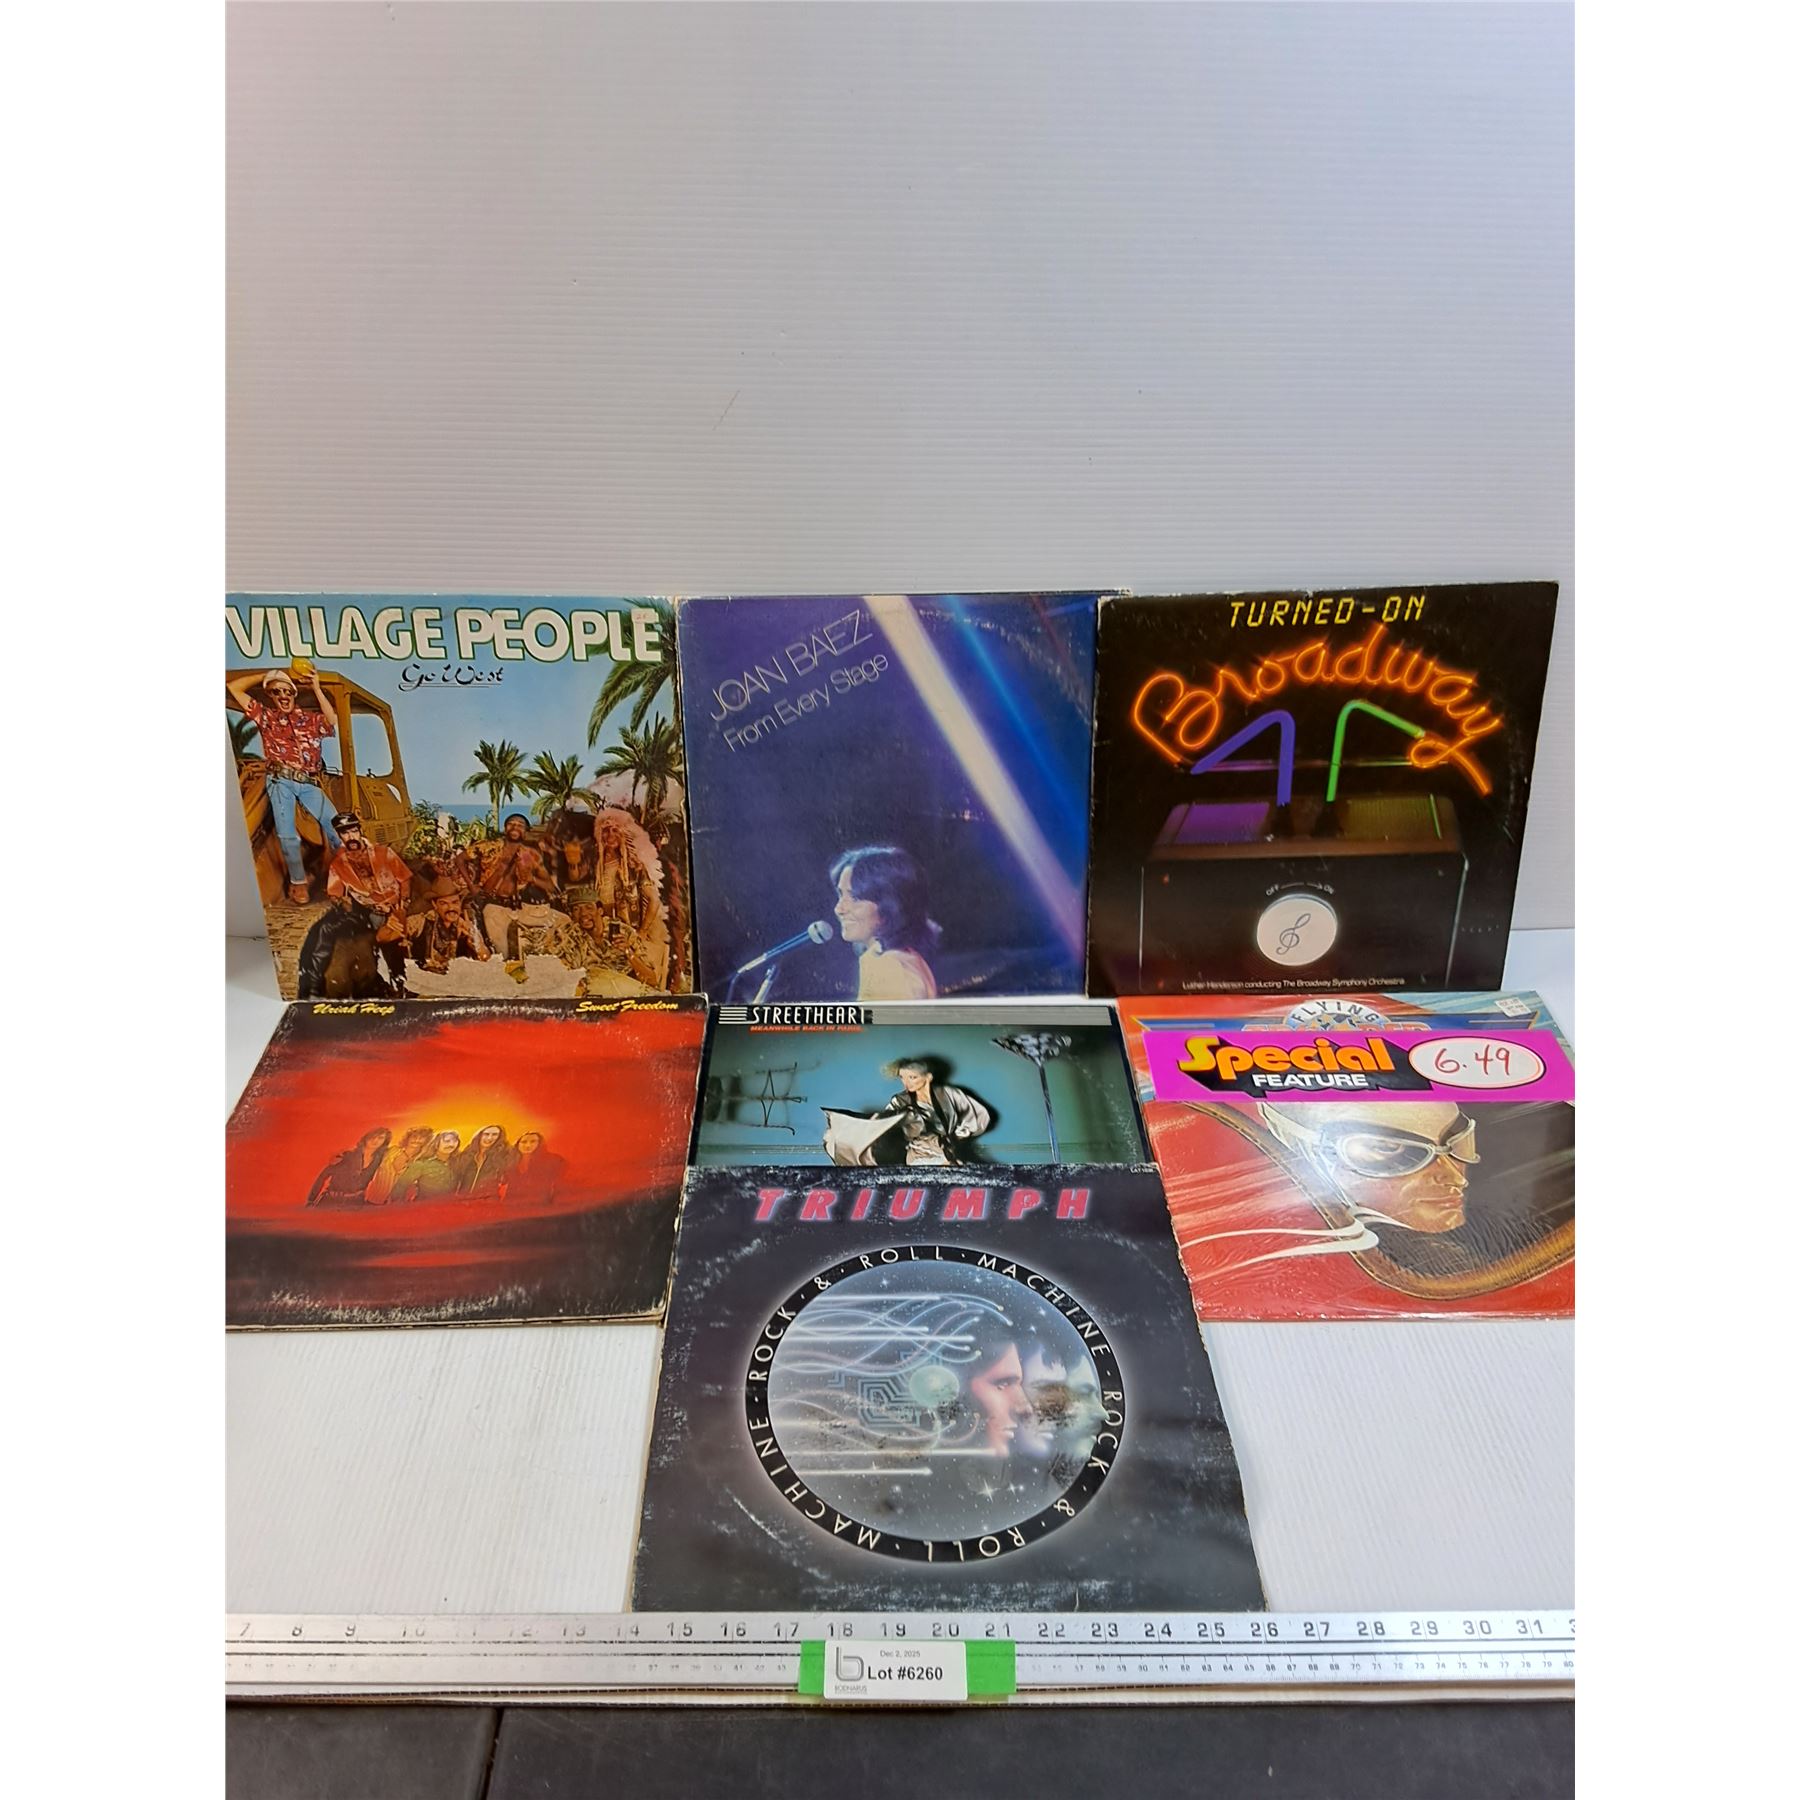 VILLAGE PEOPLE
Go West
JOAN BAEZ
From Every Stage
TURNED-ON
Broadway
OFF ON
Luther Henderson conducting The Broadway Symphony Orchestra
Uriah Heep Sweet Freedom
STREETHEART
MEANWHILE BACK IN PARIS
FLYING
Special
FEATURE
6.49
TRIUMPH
ROCK · & · ROLL · MACHINE · ROCK · & · ROLL · MACHINE ·
7 8 9 10 11 12 13 14 15 16 17 18 19 20 21 22 23 24 25 26 27 28 29 30 31
Dec 2, 2025
Lot #6260
BODNARUS